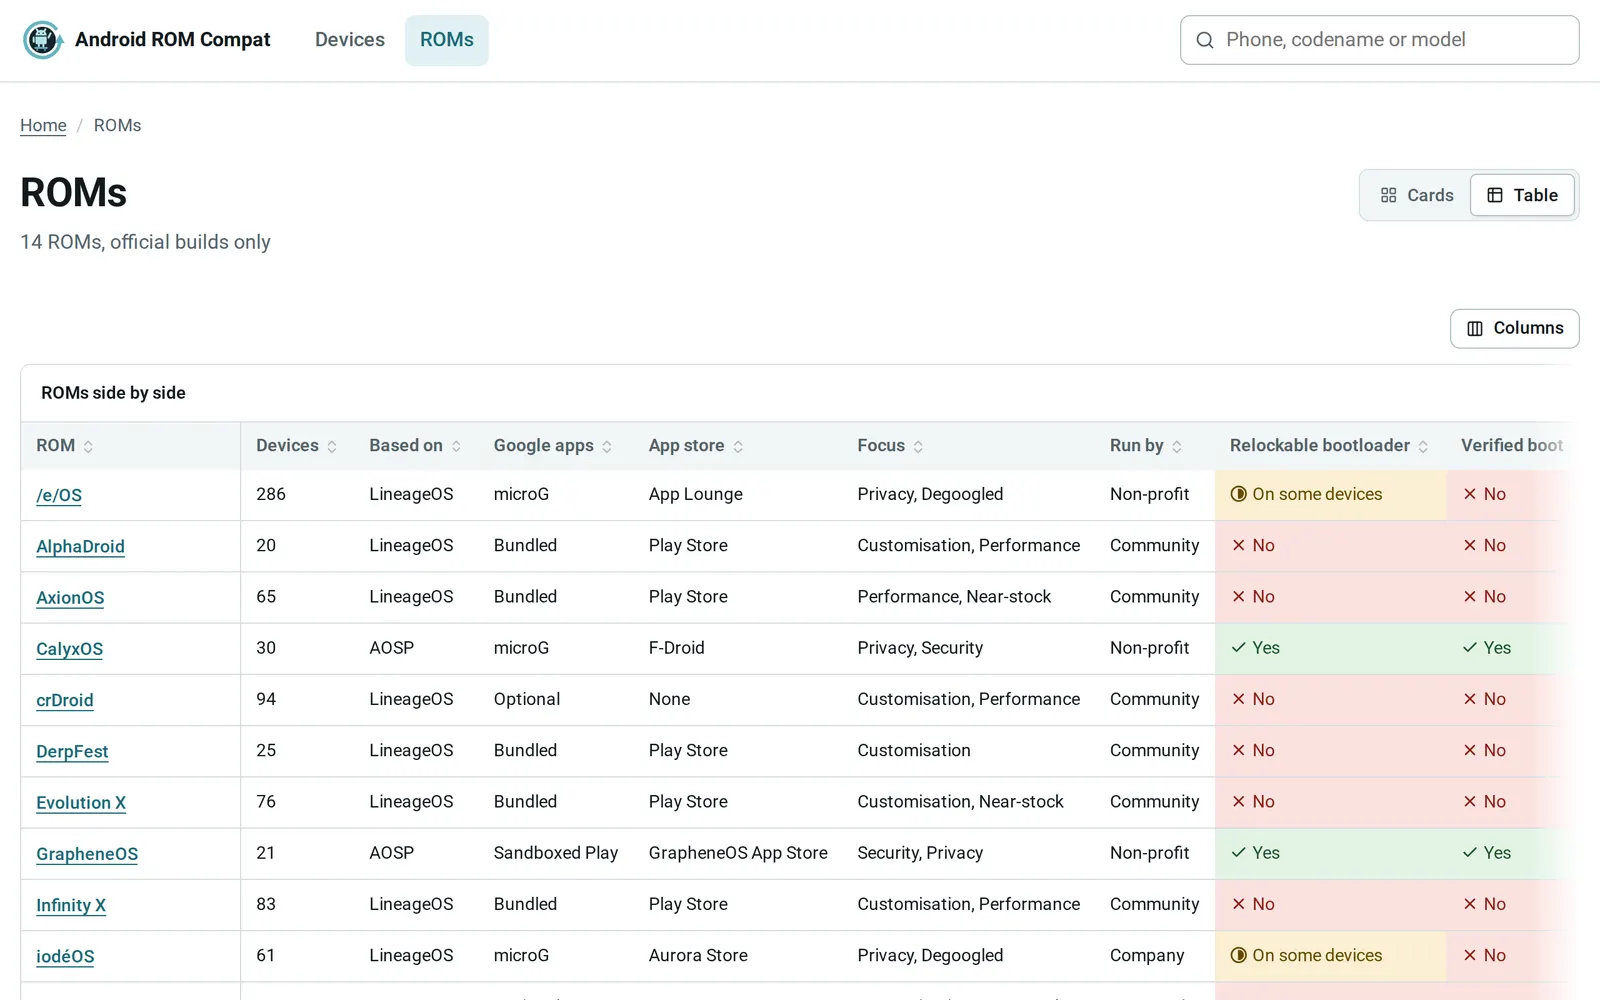 Android ROM Compat Devices ROMs Phone, codename or model
Home / ROMs
ROMs
Cards Table
14 ROMs, official builds only
Columns
ROMs side by side
ROM Devices Based on Google apps App store Focus Run by Relockable bootloader Verified boot
/e/OS 286 LineageOS microG App Lounge Privacy, Degoogled Non-profit On some devices No
AlphaDroid 20 LineageOS Bundled Play Store Customisation, Performance Community No No
AxionOS 65 LineageOS Bundled Play Store Performance, Near-stock Community No No
CalyxOS 30 AOSP microG F-Droid Privacy, Security Non-profit Yes Yes
crDroid 94 LineageOS Optional None Customisation, Performance Community No No
DerpFest 25 LineageOS Bundled Play Store Customisation Community No No
Evolution X 76 LineageOS Bundled Play Store Customisation, Near-stock Community No No
GrapheneOS 21 AOSP Sandboxed Play GrapheneOS App Store Security, Privacy Non-profit Yes Yes
Infinity X 83 LineageOS Bundled Play Store Customisation, Performance Community No No
iodéOS 61 LineageOS microG Aurora Store Privacy, Degoogled Company On some devices No